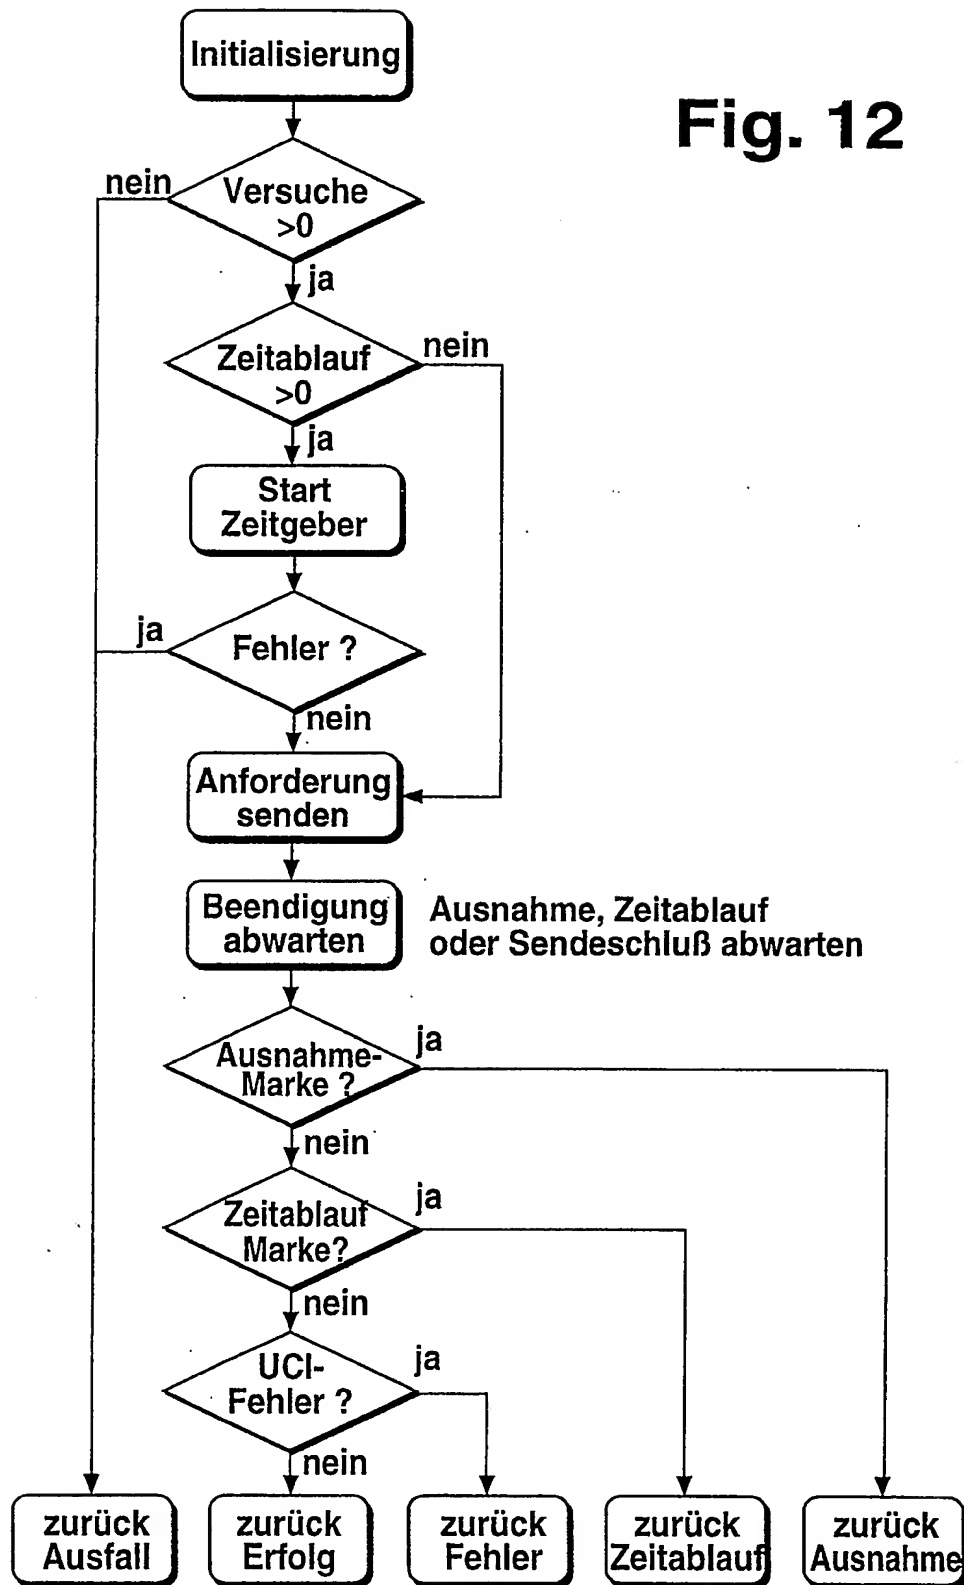 Initialisierung
Fig. 12
nein
Versuche
>0
ja
Zeitablauf
>0
nein
ja
Start
Zeitgeber
ja
Fehler ?
nein
Anforderung
senden
Beendigung
abwarten
Ausnahme, Zeitablauf
oder Sendeschluß abwarten
Ausnahme-
Marke ?
ja
nein
Zeitablauf
Marke?
ja
nein
UCI-
Fehler ?
ja
nein
zurück
Ausfall
zurück
Erfolg
zurück
Fehler
zurück
Zeitablauf
zurück
Ausnahme